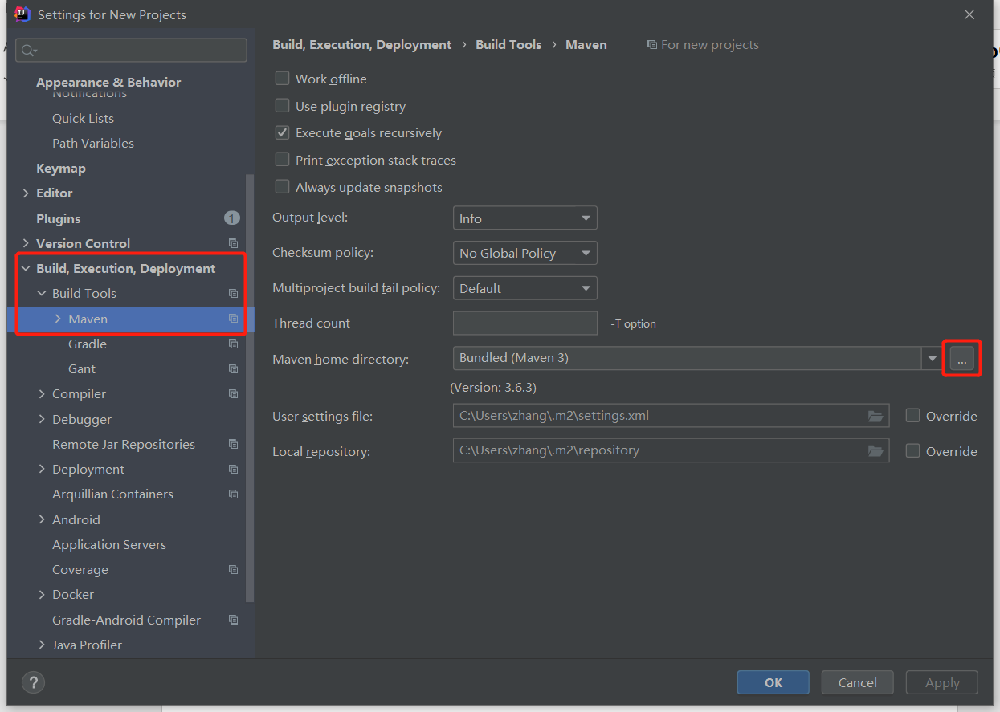 Settings for New Projects
Appearance & Behavior
Notifications
Quick Lists
Path Variables
Keymap
Editor
Plugins 1
Version Control
Build, Execution, Deployment
Build Tools
Maven
Gradle
Gant
Compiler
Debugger
Remote Jar Repositories
Deployment
Arquillian Containers
Android
Application Servers
Coverage
Docker
Gradle-Android Compiler
Java Profiler
Build, Execution, Deployment › Build Tools › Maven For new projects
Work offline
Use plugin registry
Execute goals recursively
Print exception stack traces
Always update snapshots
Output level: Info
Checksum policy: No Global Policy
Multiproject build fail policy: Default
Thread count -T option
Maven home directory: Bundled (Maven 3) ...
(Version: 3.6.3)
User settings file: C:\Users\zhang\.m2\settings.xml Override
Local repository: C:\Users\zhang\.m2\repository Override
? OK Cancel Apply